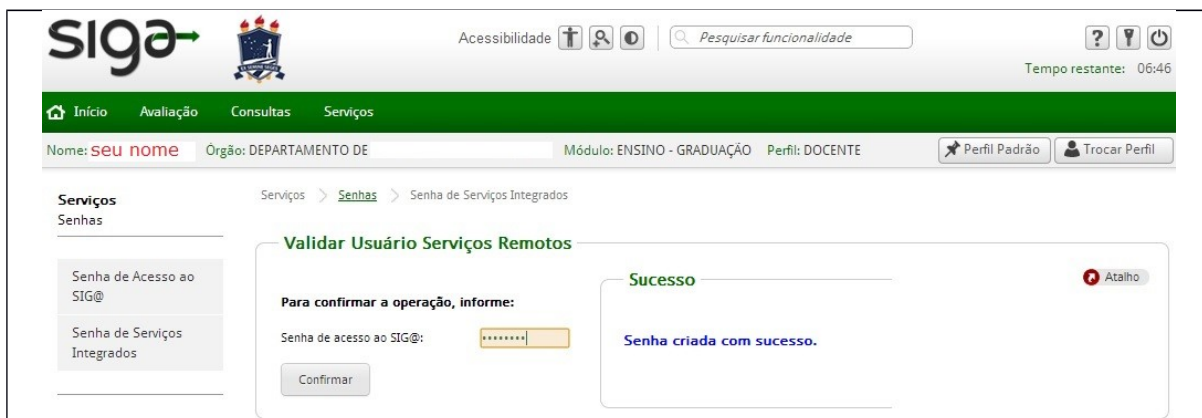 SIG@
Acessibilidade
Pesquisar funcionalidade
Tempo restante: 06:46
Início Avaliação Consultas Serviços
Nome: seu nome Órgão: DEPARTAMENTO DE Módulo: ENSINO - GRADUAÇÃO Perfil: DOCENTE Perfil Padrão Trocar Perfil
Serviços
Senhas
Senha de Acesso ao
SIG@
Senha de Serviços
Integrados
Serviços > Senhas > Senha de Serviços Integrados
Validar Usuário Serviços Remotos
Para confirmar a operação, informe:
Senha de acesso ao SIG@: ••••••••
Confirmar
Sucesso
Senha criada com sucesso.
Atalho